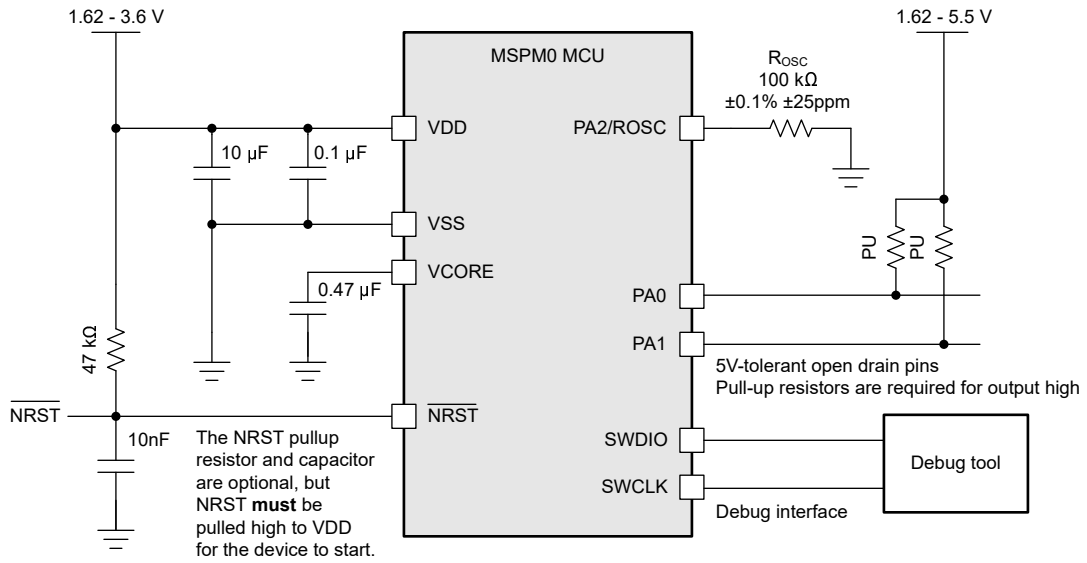 1.62 - 3.6 V
1.62 - 5.5 V
MSPM0 MCU
R_OSC
100 kΩ
±0.1% ±25ppm
VDD
PA2/ROSC
10 µF
0.1 µF
VSS
VCORE
0.47 µF
PU
PU
PA0
PA1
47 kΩ
5V-tolerant open drain pins
Pull-up resistors are required for output high
NRST
NRST
10nF
The NRST pullup
resistor and capacitor
are optional, but
NRST must be
pulled high to VDD
for the device to start.
SWDIO
SWCLK
Debug tool
Debug interface